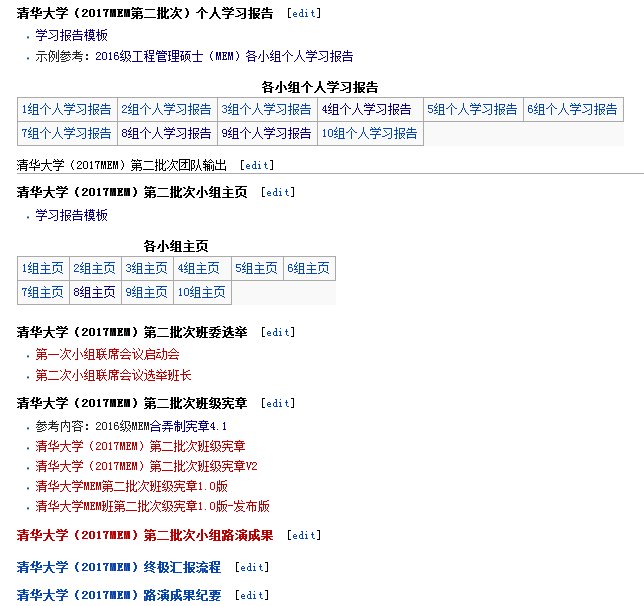 清华大学（2017MEM第二批次）个人学习报告 [edit]
学习报告模板
示例参考：2016级工程管理硕士（MEM）各小组个人学习报告
各小组个人学习报告
1组个人学习报告 2组个人学习报告 3组个人学习报告 4组个人学习报告 5组个人学习报告 6组个人学习报告
7组个人学习报告 8组个人学习报告 9组个人学习报告 10组个人学习报告
清华大学（2017MEM）第二批次团队输出 [edit]
清华大学（2017MEM）第二批次小组主页 [edit]
学习报告模板
各小组主页
1组主页 2组主页 3组主页 4组主页 5组主页 6组主页
7组主页 8组主页 9组主页 10组主页
清华大学（2017MEM）第二批次班委选举 [edit]
第一次小组联席会议启动会
第二次小组联席会议选举班长
清华大学（2017MEM）第二批次班级宪章 [edit]
参考内容：2016级MEM合弄制宪章4.1
清华大学（2017MEM）第二批次班级宪章
清华大学（2017MEM）第二批次班级宪章V2
清华大学MEM第二批次班级宪章1.0版
清华大学MEM班第二批次级宪章1.0版-发布版
清华大学（2017MEM）第二批次小组路演成果 [edit]
清华大学（2017MEM）终极汇报流程 [edit]
清华大学（2017MEM）路演成果纪要 [edit]